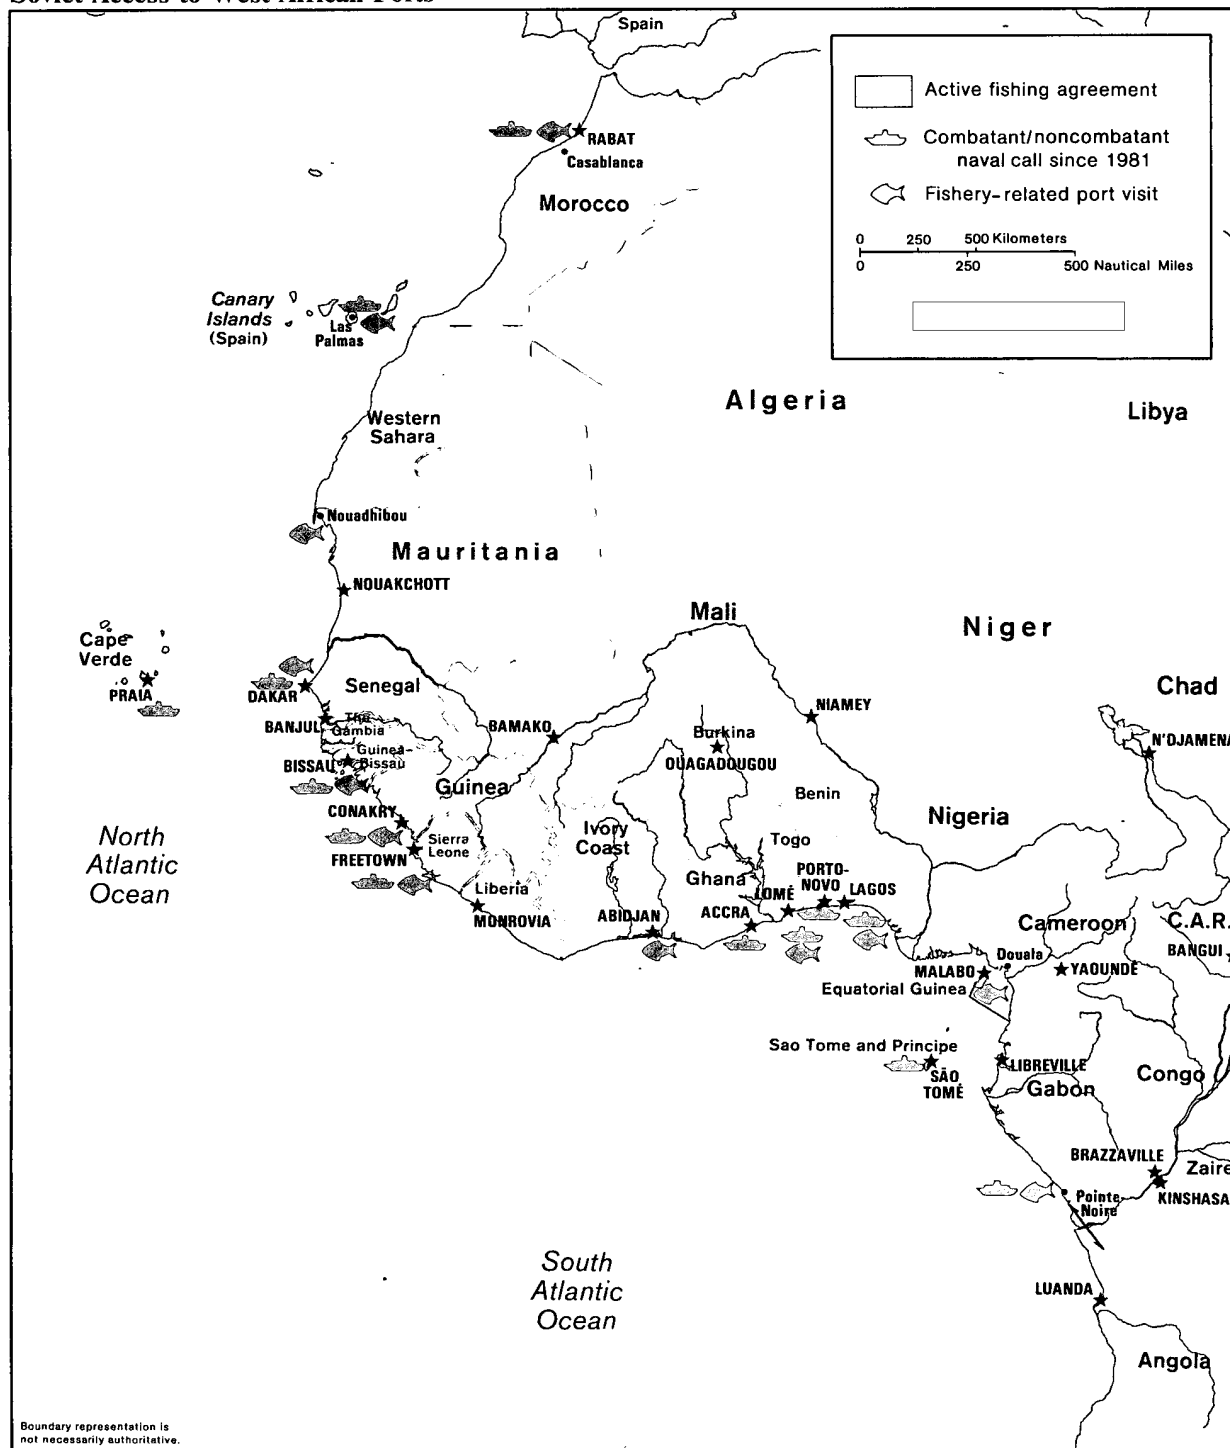 Soviet Access to West African Ports
Spain
Active fishing agreement
Combatant/noncombatant
naval call since 1981
Fishery-related port visit
0 250 500 Kilometers
0 250 500 Nautical Miles
RABAT
Casablanca
Morocco
Canary
Islands
(Spain)
Las
Palmas
Algeria
Libya
Western
Sahara
Nouadhibou
Mauritania
NOUAKCHOTT
Mali
Niger
Cape
Verde
PRAIA
DAKAR
Senegal
Chad
BANJUL
The
Gambia
BAMAKO
NIAMEY
Burkina
OUAGADOUGOU
N'DJAMENA
BISSAU
Guinea-
Bissau
Guinea
Benin
CONAKRY
Nigeria
North
Atlantic
Ocean
Ivory
Coast
Togo
Sierra
Leone
FREETOWN
Ghana
PORTO-
NOVO
LAGOS
LOMÉ
Liberia
MONROVIA
ABIDJAN
ACCRA
Cameroon
C.A.R.
BANGUI
Douala
MALABO
YAOUNDÉ
Equatorial Guinea
Sao Tome and Principe
SÃO
TOMÉ
LIBREVILLE
Gabon
Congo
BRAZZAVILLE
Zaire
KINSHASA
Pointe-
Noire
South
Atlantic
Ocean
LUANDA
Angola
Boundary representation is
not necessarily authoritative.